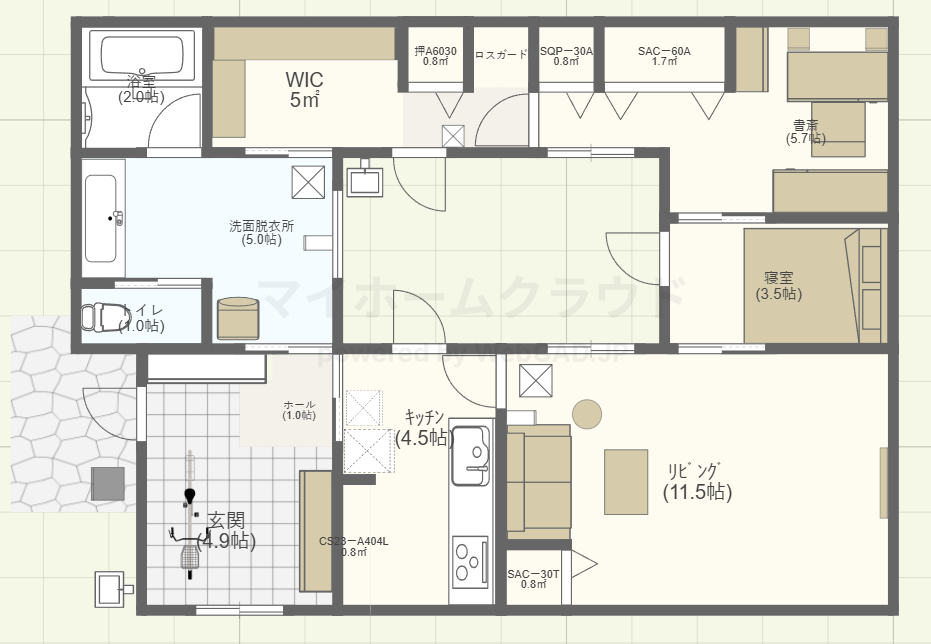 浴室
(2.0帖)
WIC
5㎡
押A6030
0.8㎡
ロスガード
SQP－30A
0.8㎡
SAC－60A
1.7㎡
書斎
(5.7帖)
洗面脱衣所
(5.0帖)
トイレ
(1.0帖)
寝室
(3.5帖)
マイホームクラウド
powered By WebCAD.JP
ホール
(1.0帖)
ｷｯﾁﾝ
(4.5帖)
ﾘﾋﾞﾝｸﾞ
(11.5帖)
玄関
(4.9帖)
CS23－A404L
0.8㎡
SAC－30T
0.8㎡